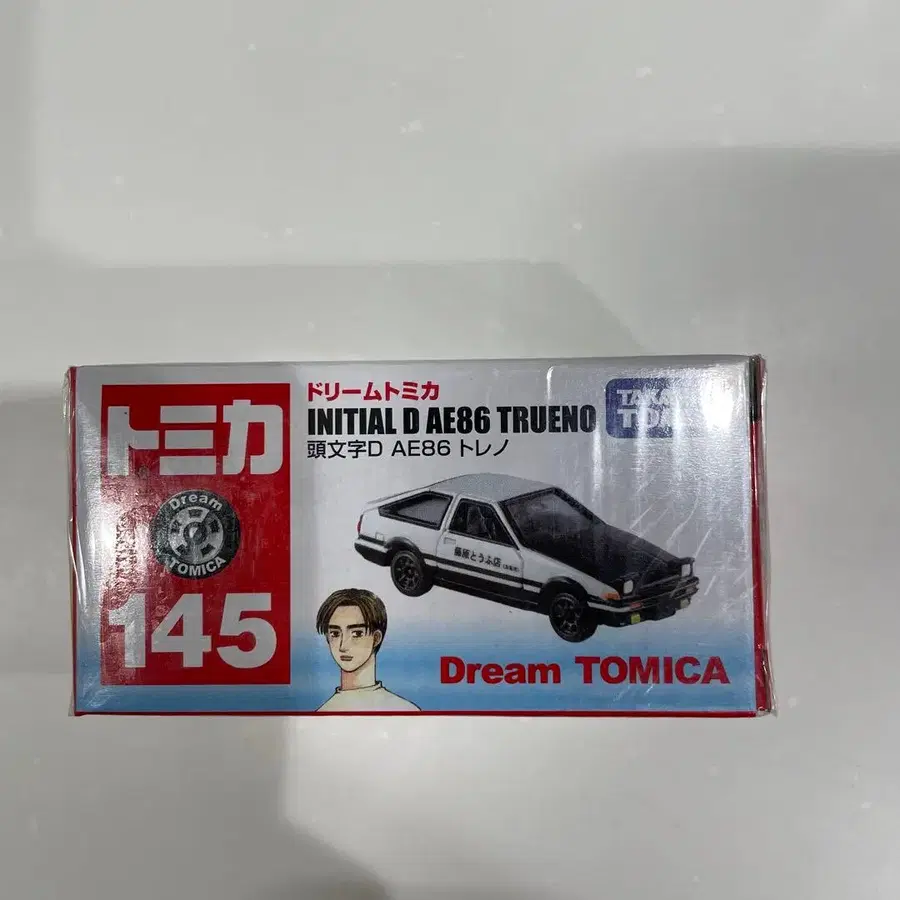 ドリームトミカ
INITIAL D AE86 TRUENO
頭文字D AE86 トレノ
トミカ
Dream
TOMICA
145
藤原とうふ店
Dream TOMICA